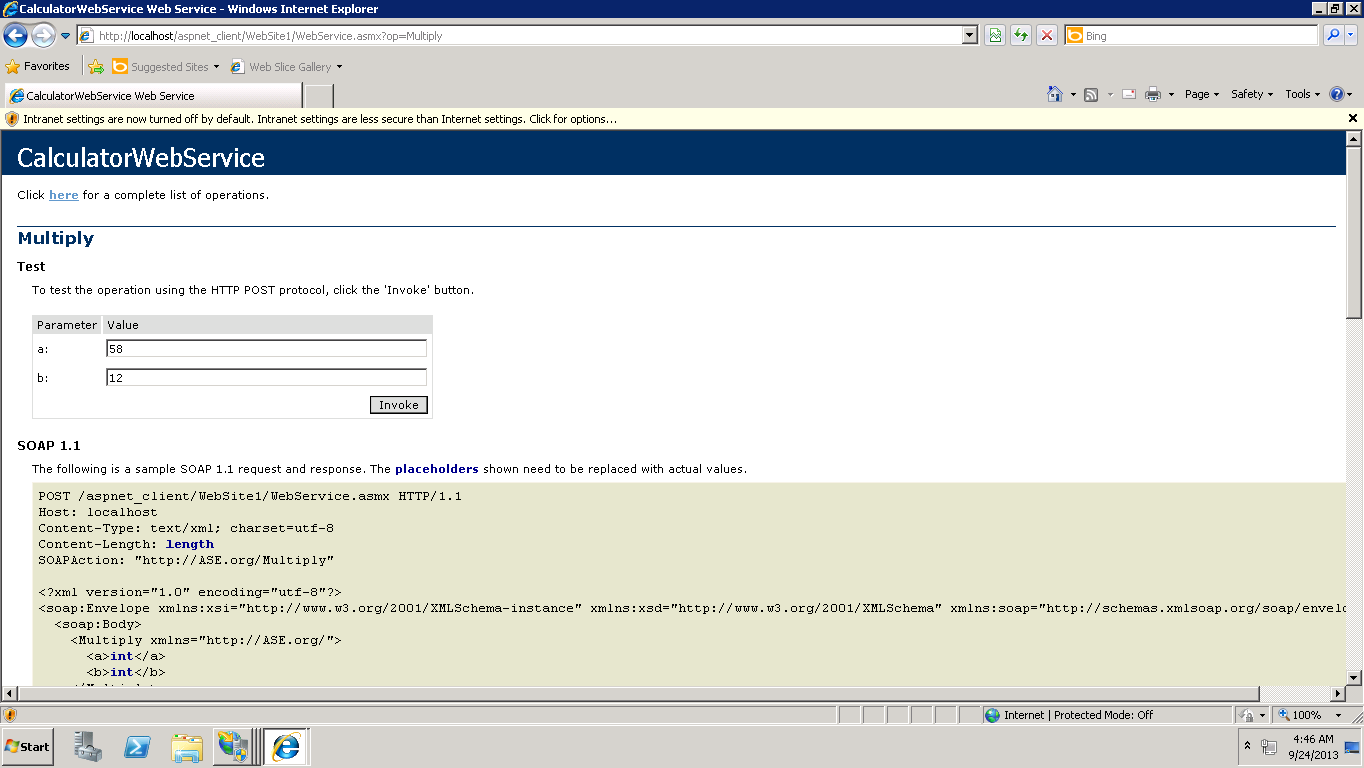 CalculatorWebService Web Service - Windows Internet Explorer
http://localhost/aspnet_client/WebSite1/WebService.asmx?op=Multiply
Bing
Favorites
Suggested Sites
Web Slice Gallery
CalculatorWebService Web Service
Page
Safety
Tools
Intranet settings are now turned off by default. Intranet settings are less secure than Internet settings. Click for options...
CalculatorWebService
Click here for a complete list of operations.
Multiply
Test
To test the operation using the HTTP POST protocol, click the 'Invoke' button.
Parameter Value
a: 58
b: 12
Invoke
SOAP 1.1
The following is a sample SOAP 1.1 request and response. The placeholders shown need to be replaced with actual values.
POST /aspnet_client/WebSite1/WebService.asmx HTTP/1.1
Host: localhost
Content-Type: text/xml; charset=utf-8
Content-Length: length
SOAPAction: "http://ASE.org/Multiply"
<?xml version="1.0" encoding="utf-8"?>
<soap:Envelope xmlns:xsi="http://www.w3.org/2001/XMLSchema-instance" xmlns:xsd="http://www.w3.org/2001/XMLSchema" xmlns:soap="http://schemas.xmlsoap.org/soap/envelo
<soap:Body>
<Multiply xmlns="http://ASE.org/">
<a>int</a>
<b>int</b>
Internet | Protected Mode: Off
100%
Start
4:46 AM
9/24/2013